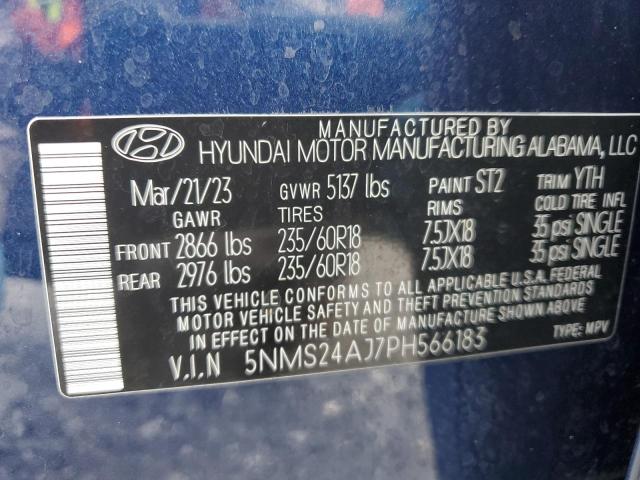 MANUFACTURED BY
HYUNDAI MOTOR MANUFACTURING ALABAMA, LLC
Mar/21/23 GVWR 5137 lbs PAINT ST2 TRIM YTH
GAWR TIRES RIMS COLD TIRE INFL
FRONT 2866 lbs 235/60R18 7.5JX18 35 psi SINGLE
REAR 2976 lbs 235/60R18 7.5JX18 35 psi SINGLE
THIS VEHICLE CONFORMS TO ALL APPLICABLE U.S.A. FEDERAL
MOTOR VEHICLE SAFETY AND THEFT PREVENTION STANDARDS
IN EFFECT ON THE DATE OF MANUFACTURE SHOWN ABOVE
V.I.N 5NMS24AJ7PH566183 TYPE: MPV